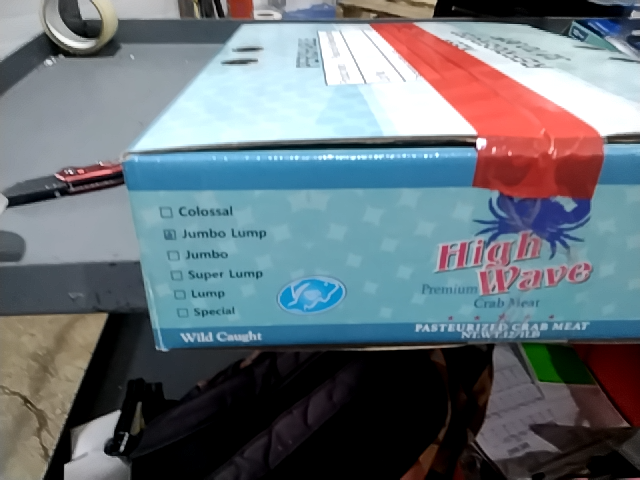 Colossal
Jumbo Lump
Jumbo
Super Lump
Lump
Special
Wild Caught
High
Wave
Premium
Crab Meat
PASTEURIZED CRAB MEAT